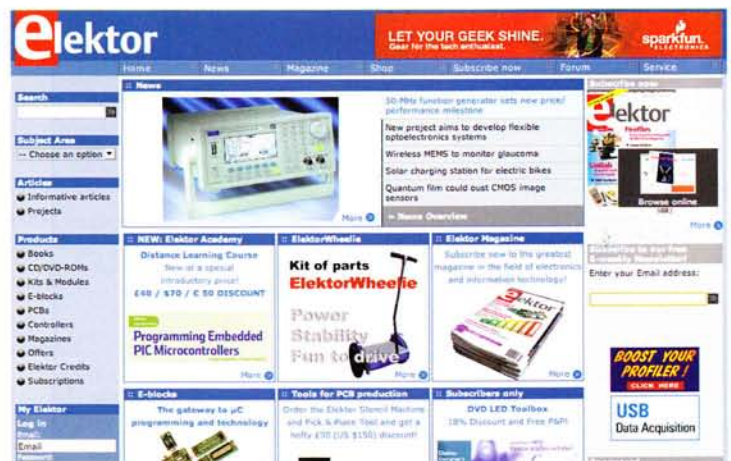 elektor
LET YOUR GEEK SHINE.
Gear for the tech enthusiast.
sparkfun
ELECTRONICS
Home News Magazine Shop Subscribe now Forum Service
Search
Subject Area
-- Choose an option
Articles
Informative articles
Projects
Products
Books
CD/DVD-ROMs
Kits & Modules
E-blocks
PCBs
Controllers
Magazines
Offers
Elektor Credits
Subscriptions
My Elektor
Log in
Email:
Email
Password:
:: News
50-MHz function generator sets new price/
performance milestone
New project aims to develop flexible
optoelectronics systems
Wireless MEMS to monitor glaucoma
Solar charging station for electric bikes
Quantum film could oust CMOS image
sensors
More
News Overview
:: NEW: Elektor Academy
Distance Learning Course
Now at a special
introductory price!
£40 / $70 / € 50 DISCOUNT
Programming Embedded
PIC Microcontrollers
More
:: ElektorWheelie
Kit of parts
ElektorWheelie
Power
Stability
Fun to drive
More
:: Elektor Magazine
Subscribe now to the greatest
magazine in the field of electronics
and information technology!
elektor
More
:: E-blocks
The gateway to µC
programming and technology
:: Tools for PCB production
Order the Elektor Stencil Machine
and Pick & Place Tool and get a
hefty £30 (US $150) discount!
:: Subscribers only
DVD LED Toolbox
18% Discount and Free P&P!
Subscribe now
elektor
Browse online
More
Subscribe to our free
E-weekly Newsletter!
Enter your Email address:
BOOST YOUR
PROFILER !
CLICK HERE
USB
Data Acquisition